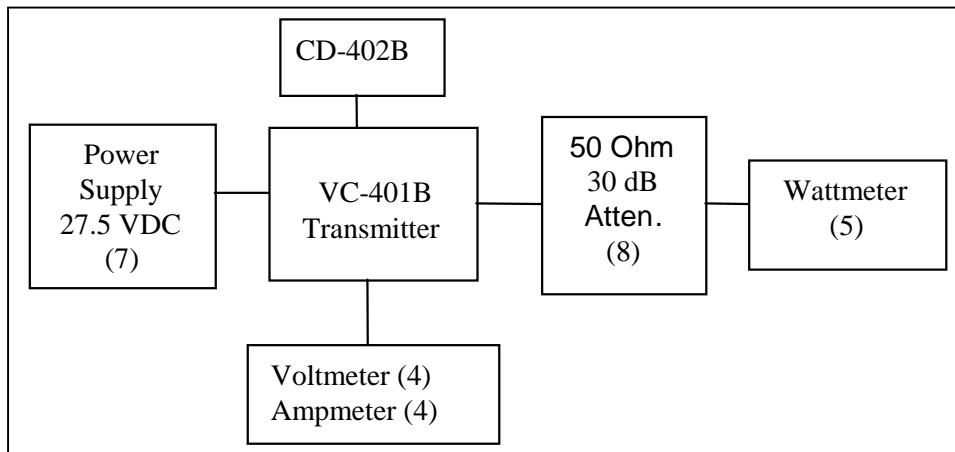 CD-402B
Power
Supply
27.5 VDC
(7)
VC-401B
Transmitter
50 Ohm
30 dB
Atten.
(8)
Wattmeter
(5)
Voltmeter (4)
Ampmeter (4)